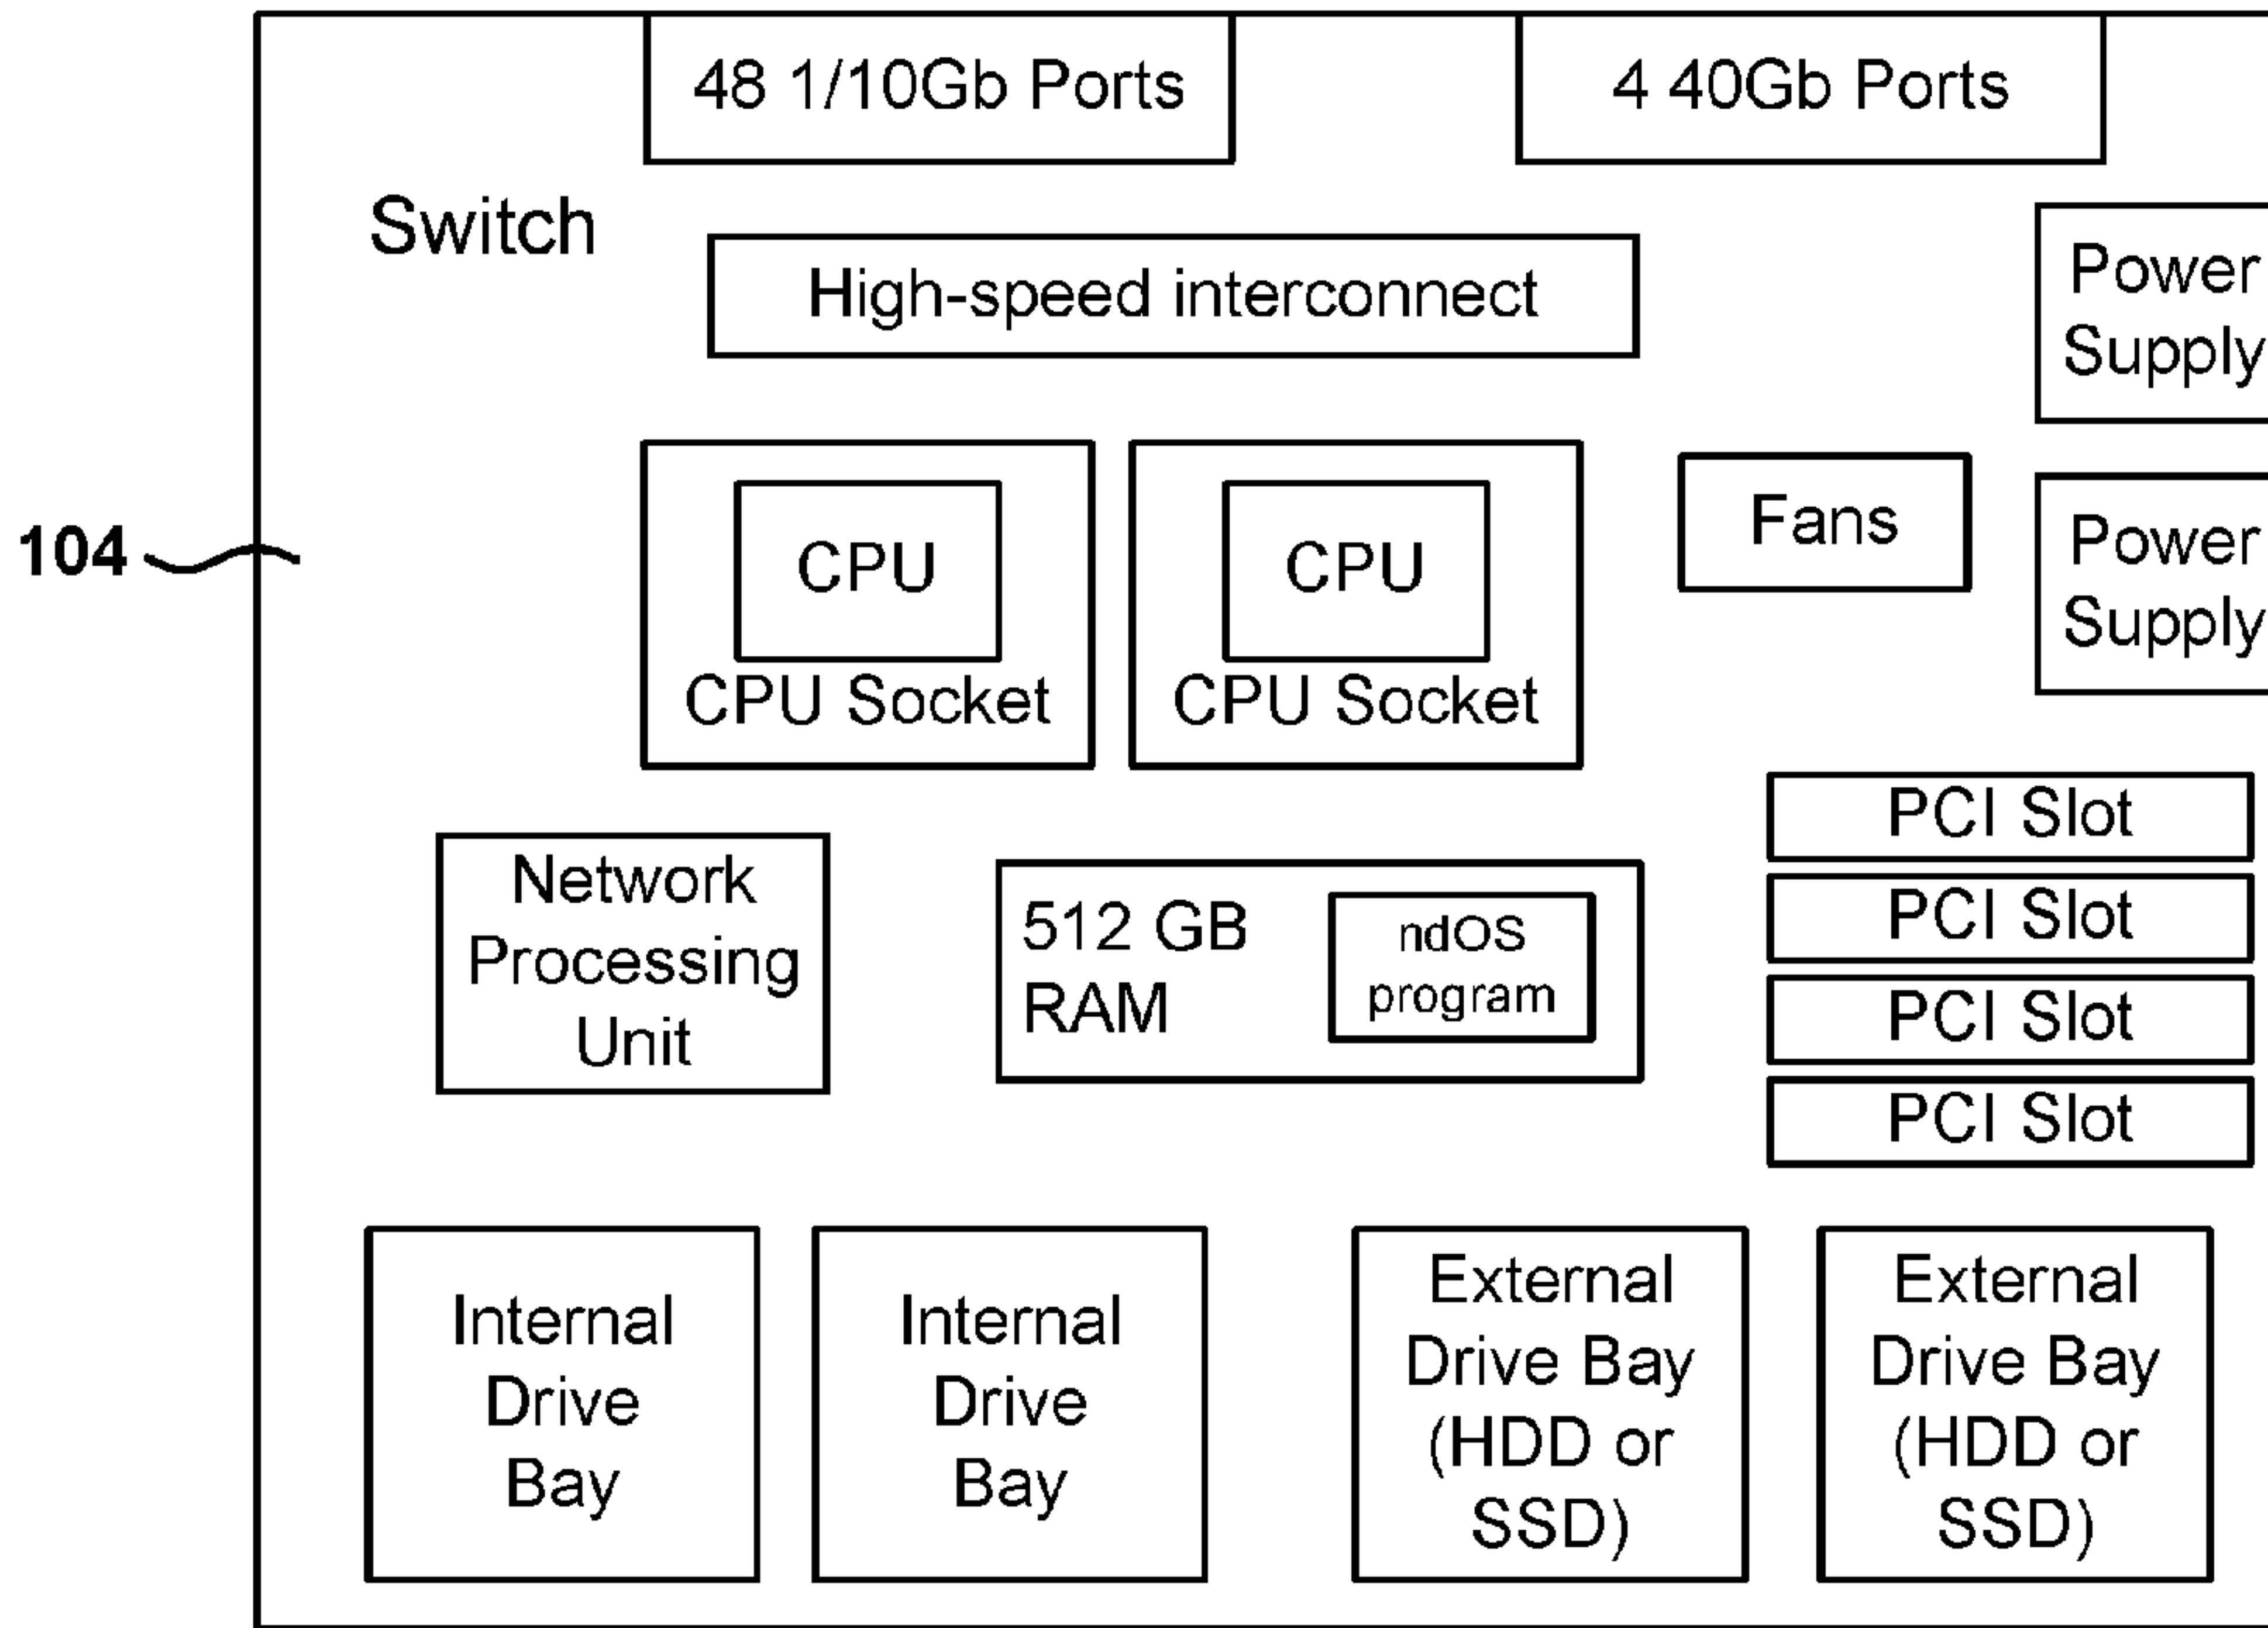 48 1/10Gb Ports
4 40Gb Ports
Switch
High-speed interconnect
Power
Supply
CPU
CPU Socket
CPU
CPU Socket
Fans
Power
Supply
104
Network
Processing
Unit
512 GB
RAM
ndOS
program
PCI Slot
PCI Slot
PCI Slot
PCI Slot
Internal
Drive
Bay
Internal
Drive
Bay
External
Drive Bay
(HDD or
SSD)
External
Drive Bay
(HDD or
SSD)